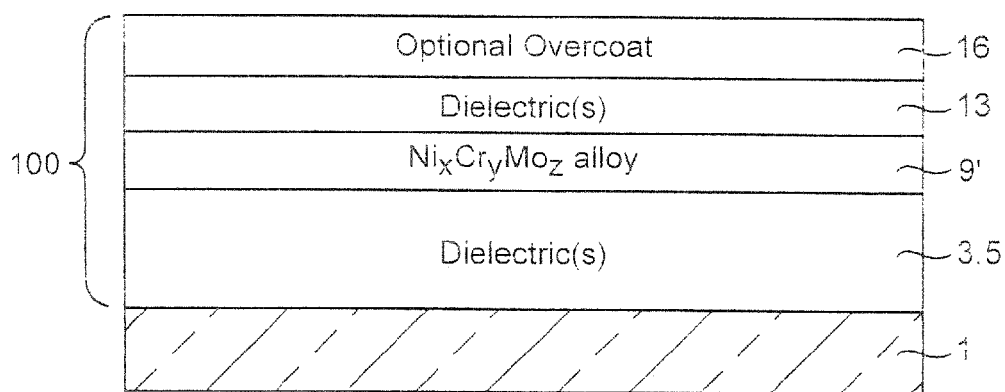 Optional Overcoat 16
Dielectric(s) 13
100
NixCryMoz alloy 9'
Dielectric(s) 3.5
1